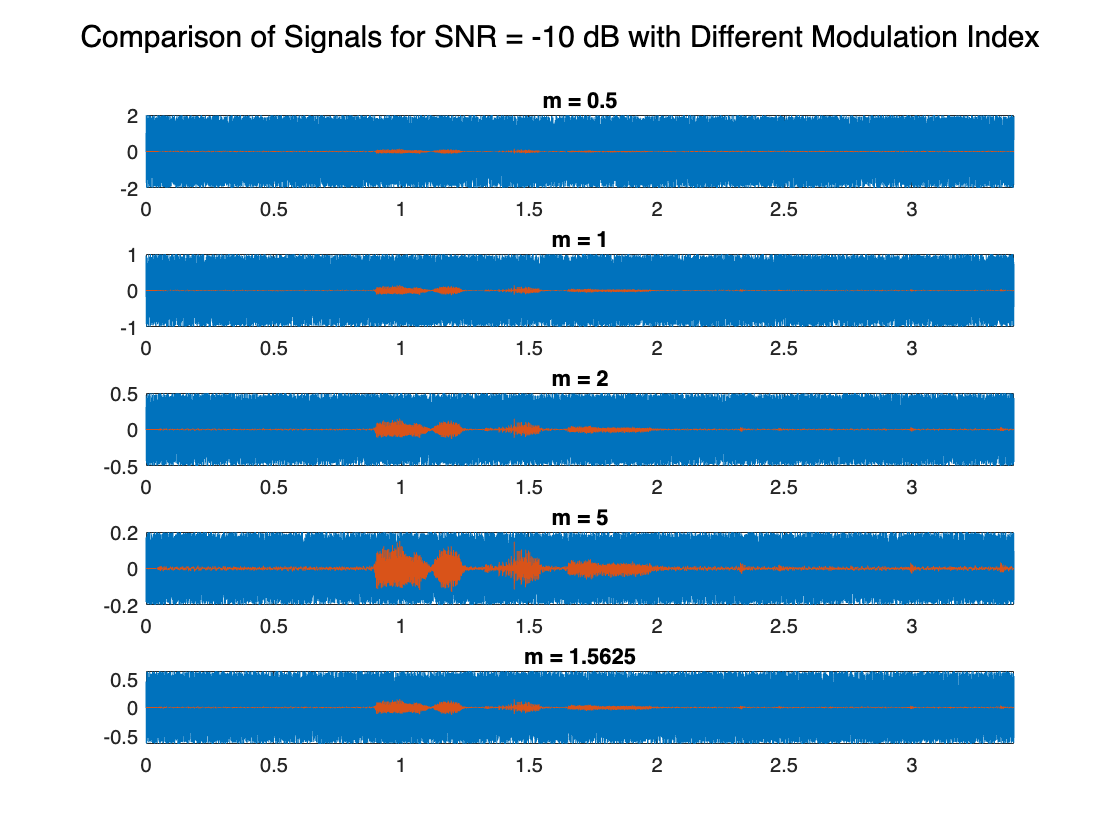 Comparison of Signals for SNR = -10 dB with Different Modulation Index
m = 0.5
2
0
-2
0 0.5 1 1.5 2 2.5 3
m = 1
1
0
-1
0 0.5 1 1.5 2 2.5 3
m = 2
0.5
0
-0.5
0 0.5 1 1.5 2 2.5 3
m = 5
0.2
0
-0.2
0 0.5 1 1.5 2 2.5 3
m = 1.5625
0.5
0
-0.5
0 0.5 1 1.5 2 2.5 3